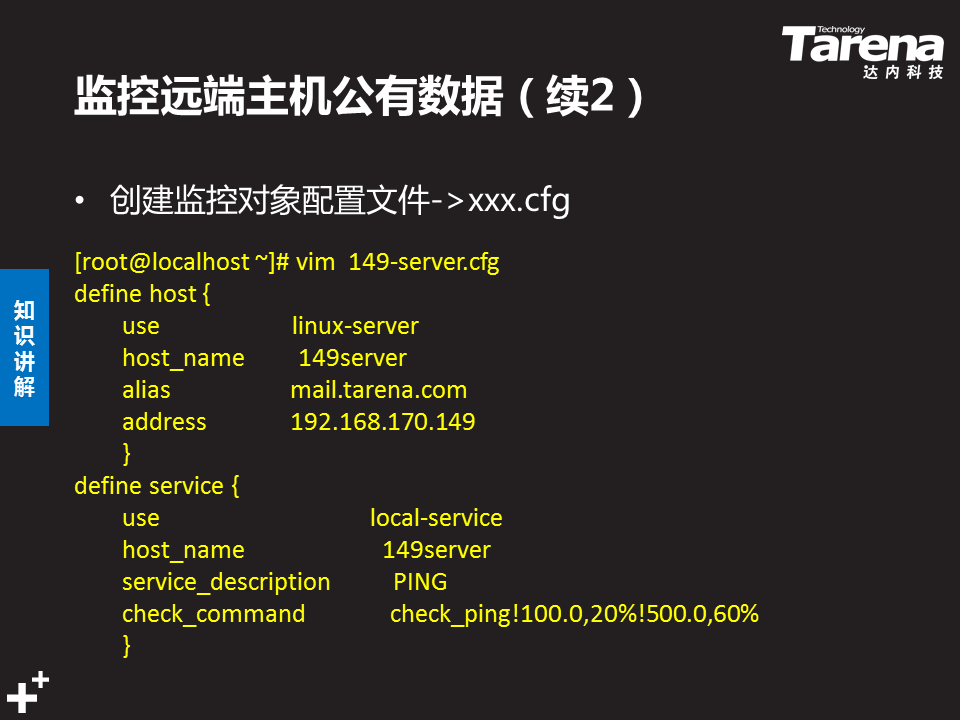 Technology
Tarena
达内科技
监控远端主机公有数据（续2）
• 创建监控对象配置文件->xxx.cfg
[root@localhost ~]# vim 149-server.cfg
define host {
use linux-server
host_name 149server
alias mail.tarena.com
address 192.168.170.149
}
define service {
use local-service
host_name 149server
service_description PING
check_command check_ping!100.0,20%!500.0,60%
}
知识讲解